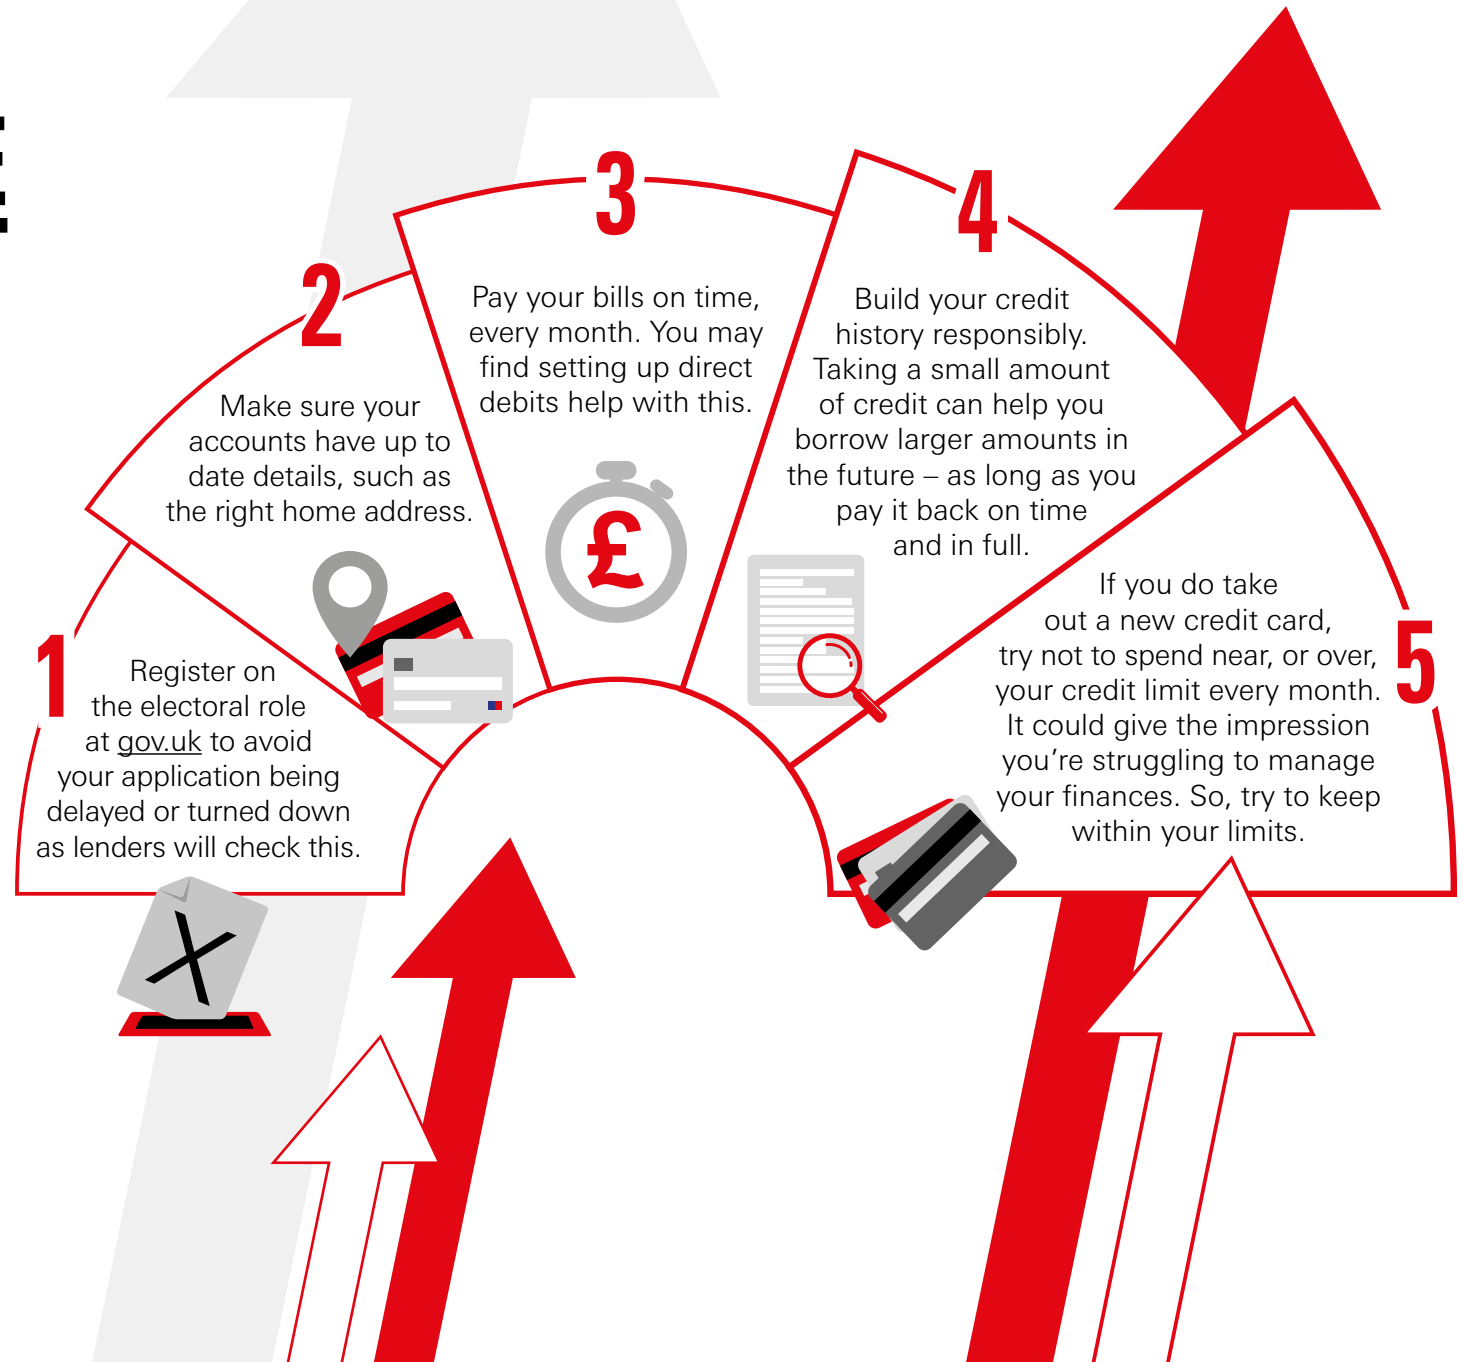 1
Register on
the electoral role
at gov.uk to avoid
your application being
delayed or turned down
as lenders will check this.
2
Make sure your
accounts have up to
date details, such as
the right home address.
3
Pay your bills on time,
every month. You may
find setting up direct
debits help with this.
£
4
Build your credit
history responsibly.
Taking a small amount
of credit can help you
borrow larger amounts in
the future – as long as you
pay it back on time
and in full.
5
If you do take
out a new credit card,
try not to spend near, or over,
your credit limit every month.
It could give the impression
you're struggling to manage
your finances. So, try to keep
within your limits.